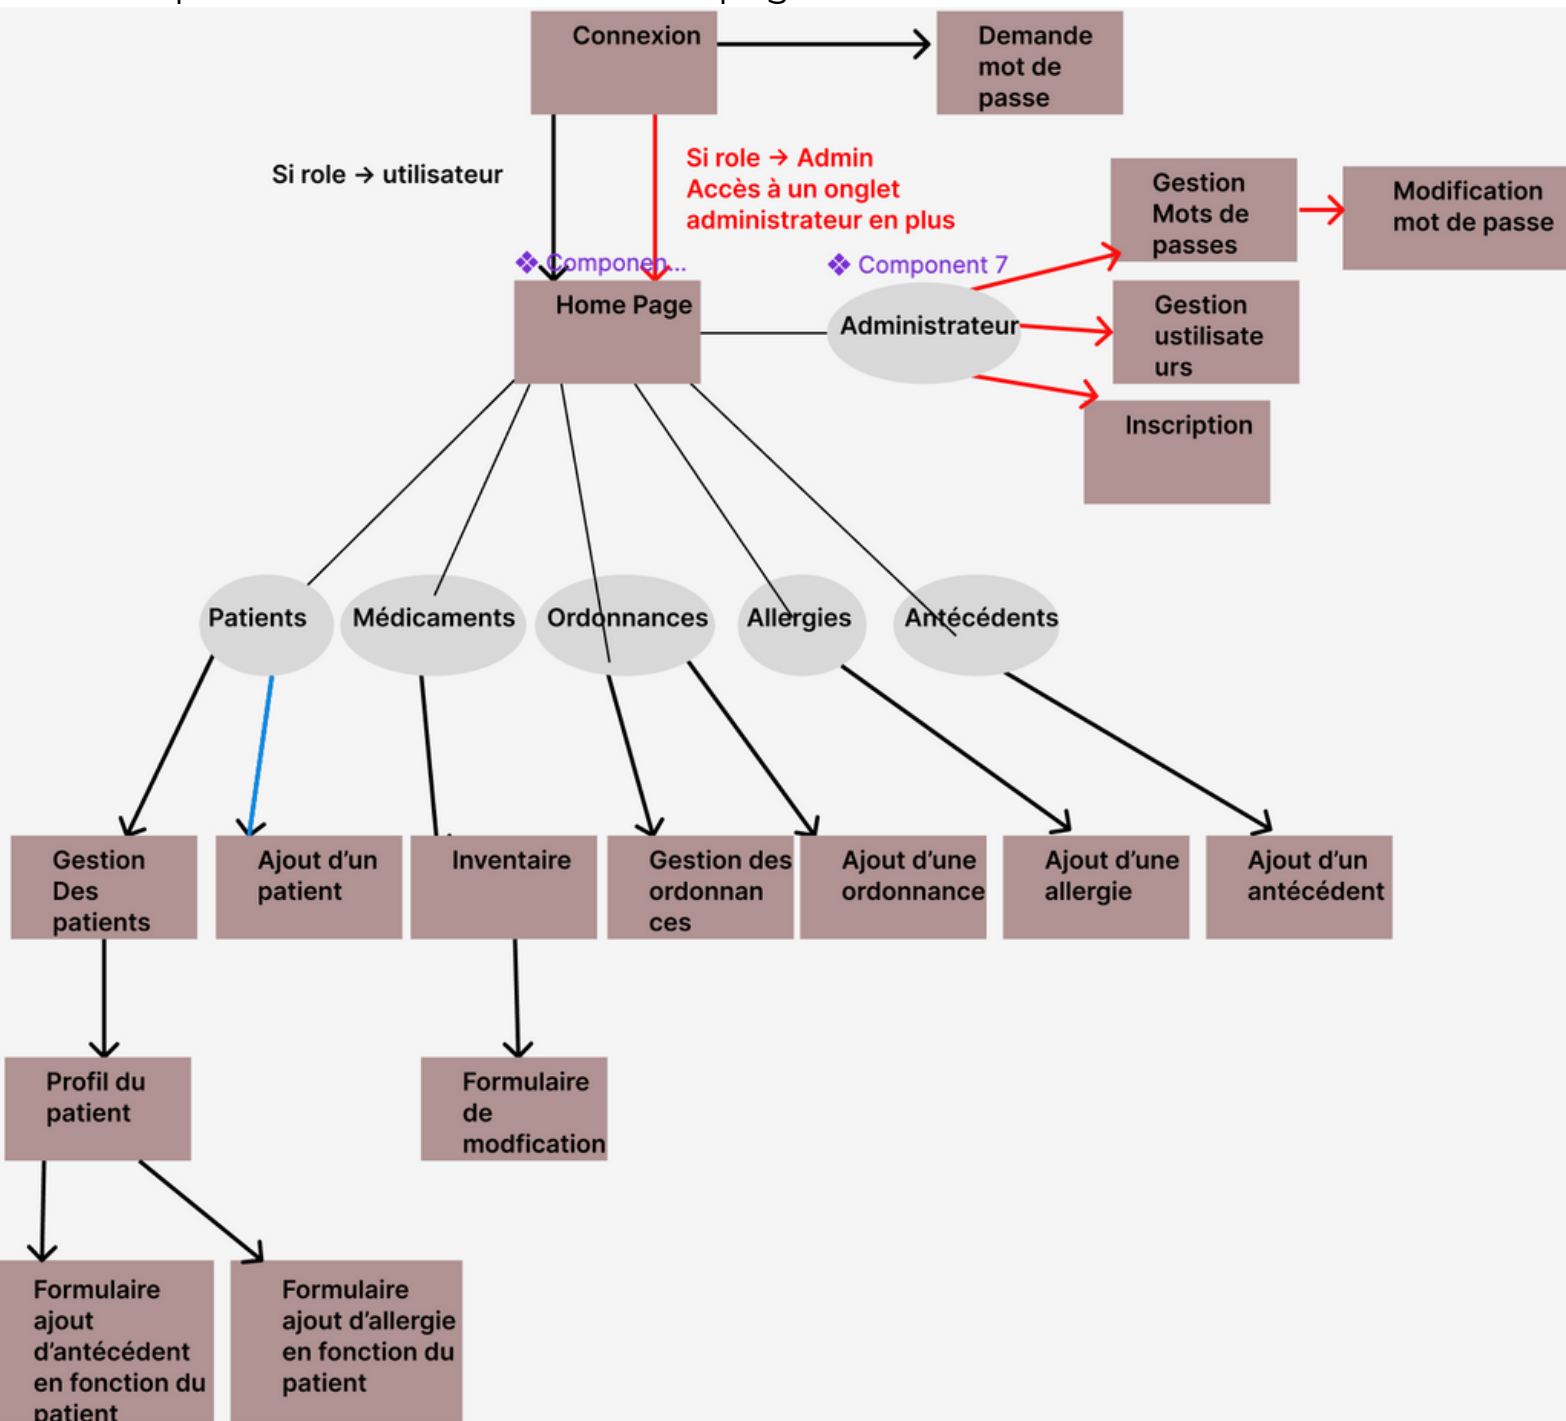 Connexion
Demande
mot de
passe
Si role → utilisateur
Si role → Admin
Accès à un onglet
administrateur en plus
Gestion
Mots de
passes
Modification
mot de passe
Componen...
Component 7
Home Page
Administrateur
Gestion
ustilisate
urs
Inscription
Patients
Médicaments
Ordonnances
Allergies
Antécédents
Gestion
Des
patients
Ajout d’un
patient
Inventaire
Gestion des
ordonnan
ces
Ajout d’une
ordonnance
Ajout d’une
allergie
Ajout d’un
antécédent
Profil du
patient
Formulaire
de
modfication
Formulaire
ajout
d’antécédent
en fonction du
patient
Formulaire
ajout d’allergie
en fonction du
patient